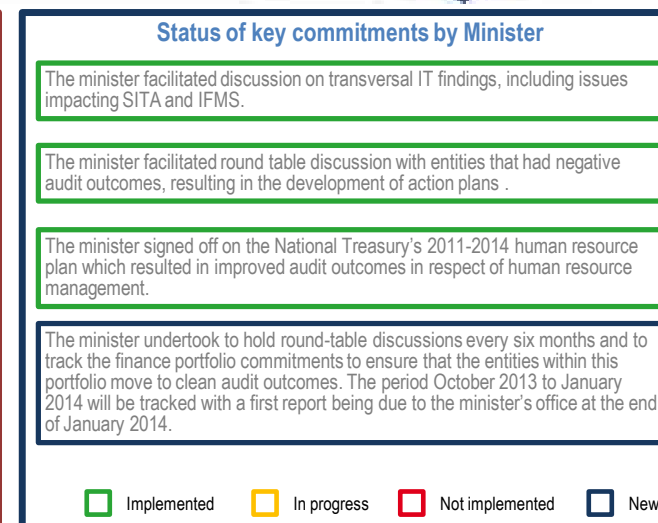 Status of key commitments by Minister
The minister facilitated discussion on transversal IT findings, including issues
impacting SITA and IFMS.
The minister facilitated round table discussion with entities that had negative
audit outcomes, resulting in the development of action plans .
The minister signed off on the National Treasury's 2011-2014 human resource
plan which resulted in improved audit outcomes in respect of human resource
management.
The minister undertook to hold round-table discussions every six months and to
track the finance portfolio commitments to ensure that the entities within this
portfolio move to clean audit outcomes. The period October 2013 to January
2014 will be tracked with a first report being due to the minister's office at the end
of January 2014.
Implemented In progress Not implemented New